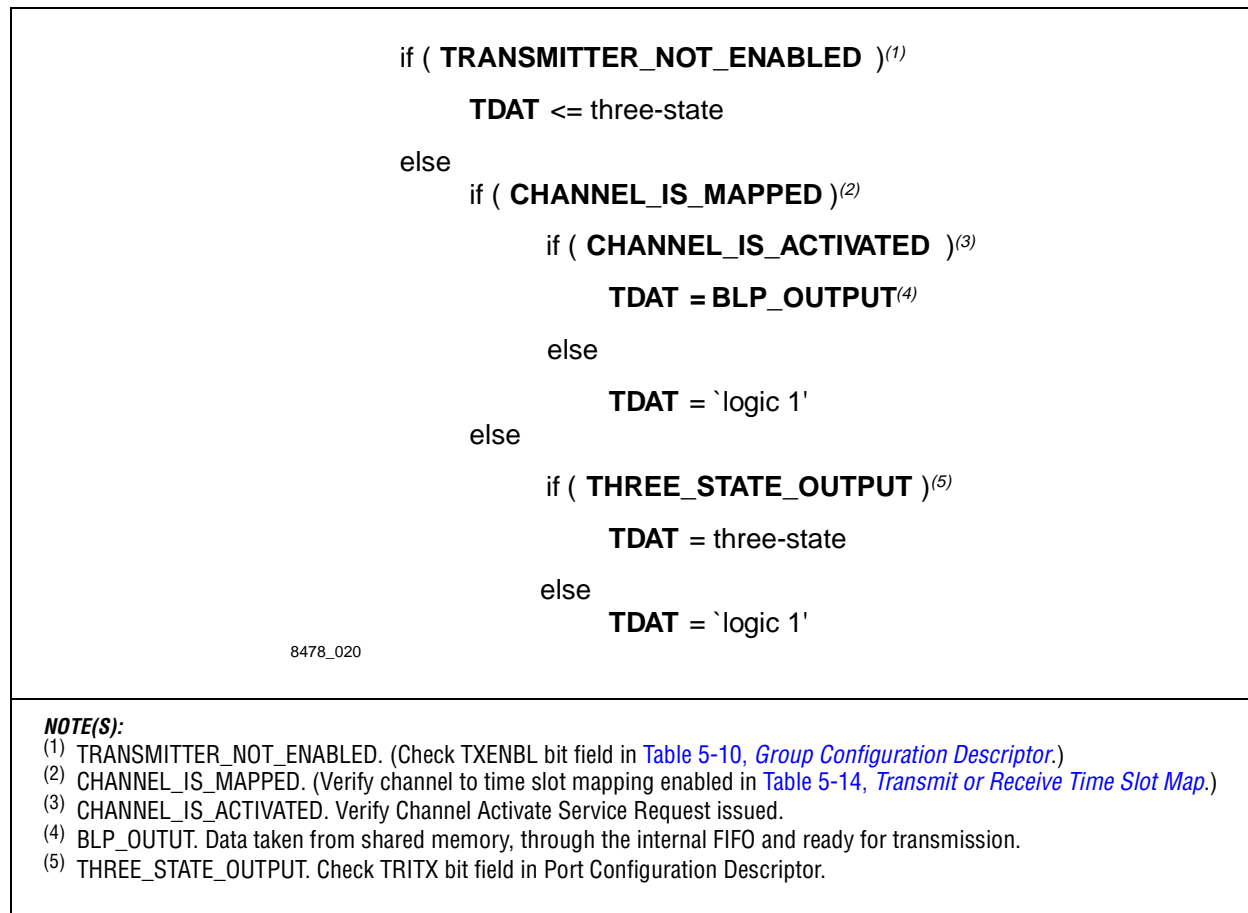 if ( TRANSMITTER_NOT_ENABLED )(1)
TDAT <= three-state
else
if ( CHANNEL_IS_MAPPED )(2)
if ( CHANNEL_IS_ACTIVATED )(3)
TDAT = BLP_OUTPUT(4)
else
TDAT = `logic 1'
else
if ( THREE_STATE_OUTPUT )(5)
TDAT = three-state
else
TDAT = `logic 1'
8478_020
NOTE(S):
(1) TRANSMITTER_NOT_ENABLED. (Check TXENBL bit field in Table 5-10, Group Configuration Descriptor.)
(2) CHANNEL_IS_MAPPED. (Verify channel to time slot mapping enabled in Table 5-14, Transmit or Receive Time Slot Map.)
(3) CHANNEL_IS_ACTIVATED. Verify Channel Activate Service Request issued.
(4) BLP_OUTUT. Data taken from shared memory, through the internal FIFO and ready for transmission.
(5) THREE_STATE_OUTPUT. Check TRITX bit field in Port Configuration Descriptor.